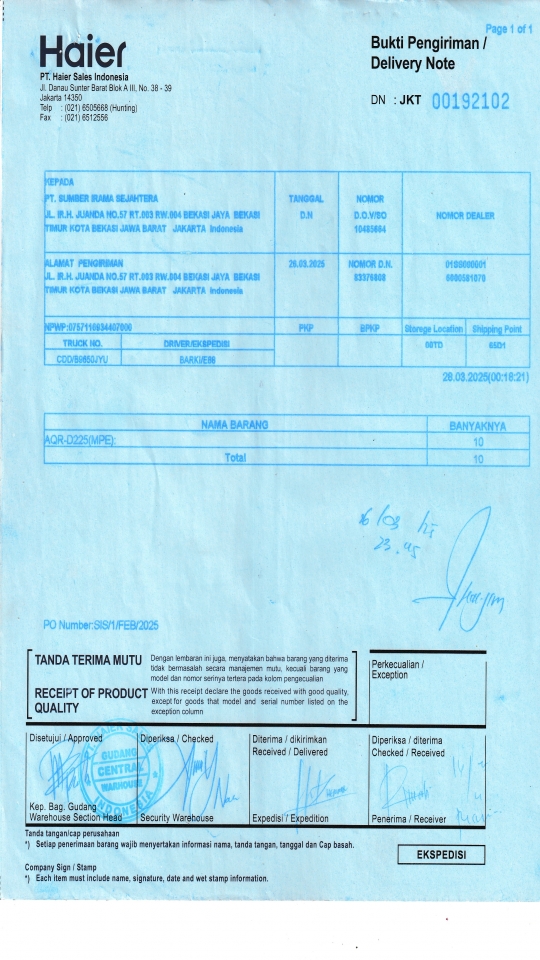 Page 1 of 1
Haier
Bukti Pengiriman /
Delivery Note
PT. Haier Sales Indonesia
Jl. Danau Sunter Barat Blok A III, No. 38 - 39
Jakarta 14350
Telp : (021) 6505668 (Hunting)
Fax : (021) 6512556
DN : JKT 00192102
KEPADA
PT. SUMBER IRAMA SEJAHTERA
JL. IR.H. JUANDA NO.57 RT.003 RW.004 BEKASI JAYA BEKASI
TIMUR KOTA BEKASI JAWA BARAT JAKARTA Indonesia
TANGGAL
D.N
NOMOR
D.O.V/SO
10485684
NOMOR DEALER
ALAMAT PENGIRIMAN
JL. IR.H. JUANDA NO.57 RT.003 RW.004 BEKASI JAYA BEKASI
TIMUR KOTA BEKASI JAWA BARAT JAKARTA Indonesia
26.03.2025
NOMOR D.N.
83376808
NPWP:0757116934407000
PKP
BPKP
Storege Location
Shipping Point
TRUCK NO.
DRIVER/EKSPEDISI
00TD
65D1
BARKI/E86
26.03.2025(00:16:21)
NAMA BARANG
BANYAKNYA
AQR-D225(MPE):
10
Total
10
PO Number:SIS/1/FEB/2025
TANDA TERIMA MUTU
Dengan lembaran ini juga, menyatakan bahwa barang yang diterima
tidak bermasalah secara manajemen mutu, kecuali barang yang
model dan nomor serinya tertera pada kolom pengecualian
RECEIPT OF PRODUCT
QUALITY
With this receipt declare the goods received with good quality,
except for goods that model and serial number listed on the
exception column
Perkecualian /
Exception
Disetujui / Approved
Diperiksa / Checked
Diterima / dikirimkan
Received / Delivered
Diperiksa / diterima
Checked / Received
GUDANG
CENTRAL
WAREHOUSE
INDONESIA
Kep. Bag. Gudang
Warehouse Section Head
Security Warehouse
Expedisi / Expedition
Penerima / Receiver
Tanda tangan/cap perusahaan
*) Setiap penerimaan barang wajib menyertakan informasi nama, tanda tangan, tanggal dan Cap basah.
EKSPEDISI
Company Sign / Stamp
*) Each item must include name, signature, date and wet stamp information.